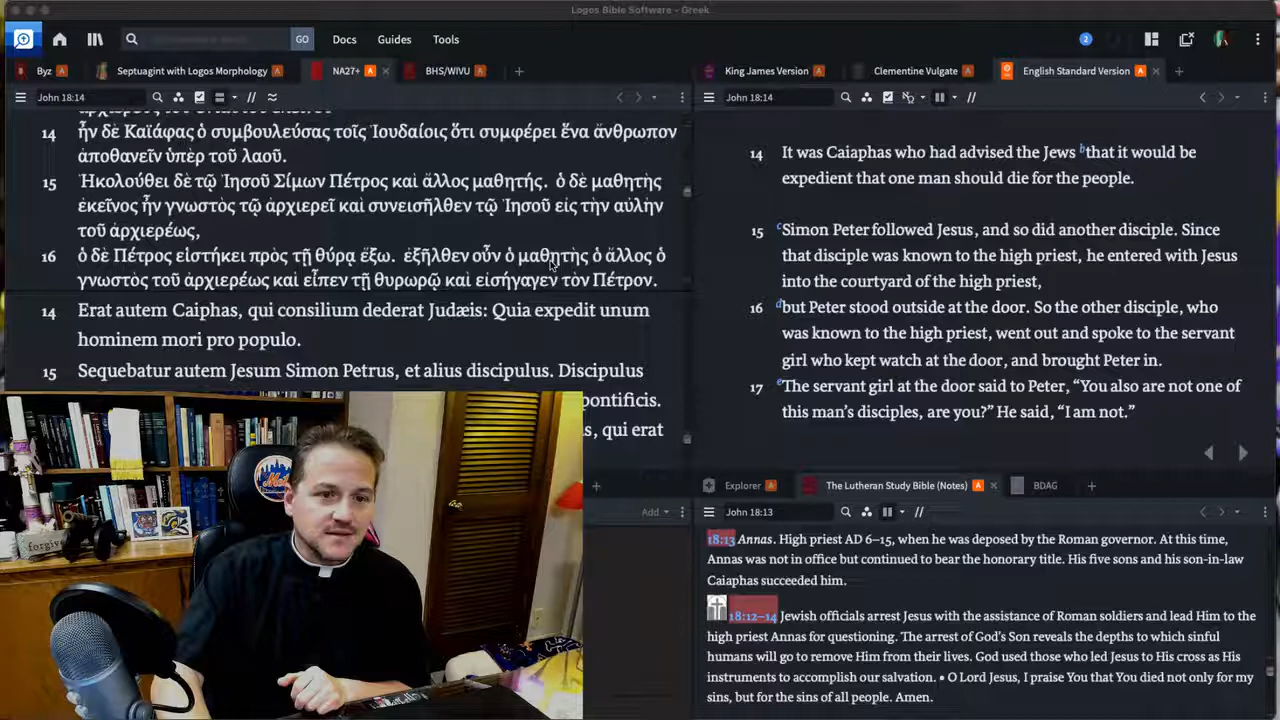 Logos Bible Software – Greek
GO
Docs
Guides
Tools
2
Byz A
Septuagint with Logos Morphology A
NA27+ A
BHS/WIVU A
King James Version A
Clementine Vulgate A
English Standard Version A
John 18:14
John 18:14
14 ἦν δὲ Καϊάφας ὁ συμβουλεύσας τοῖς Ἰουδαίοις ὅτι συμφέρει ἕνα ἄνθρωπον
ἀποθανεῖν ὑπὲρ τοῦ λαοῦ.
15 Ἠκολούθει δὲ τῷ Ἰησοῦ Σίμων Πέτρος καὶ ἄλλος μαθητής. ὁ δὲ μαθητὴς
ἐκεῖνος ἦν γνωστὸς τῷ ἀρχιερεῖ καὶ συνεισῆλθεν τῷ Ἰησοῦ εἰς τὴν αὐλὴν
τοῦ ἀρχιερέως,
16 ὁ δὲ Πέτρος εἱστήκει πρὸς τῇ θύρᾳ ἔξω. ἐξῆλθεν οὖν ὁ μαθητὴς ὁ ἄλλος ὁ
γνωστὸς τοῦ ἀρχιερέως καὶ εἶπεν τῇ θυρωρῷ καὶ εἰσήγαγεν τὸν Πέτρον.
14 Erat autem Caiphas, qui consilium dederat Judæis: Quia expedit unum
hominem mori pro populo.
15 Sequebatur autem Jesum Simon Petrus, et alius discipulus. Discipulus
pontificis.
s, qui erat
14 It was Caiaphas who had advised the Jews b that it would be
expedient that one man should die for the people.
15 c Simon Peter followed Jesus, and so did another disciple. Since
that disciple was known to the high priest, he entered with Jesus
into the courtyard of the high priest,
16 d but Peter stood outside at the door. So the other disciple, who
was known to the high priest, went out and spoke to the servant
girl who kept watch at the door, and brought Peter in.
17 e The servant girl at the door said to Peter, “You also are not one of
this man’s disciples, are you?” He said, “I am not.”
Add
Explorer A
The Lutheran Study Bible (Notes) A
BDAG
John 18:13
18:13 Annas. High priest AD 6–15, when he was deposed by the Roman governor. At this time,
Annas was not in office but continued to bear the honorary title. His five sons and his son-in-law
Caiaphas succeeded him.
18:12–14 Jewish officials arrest Jesus with the assistance of Roman soldiers and lead Him to the
high priest Annas for questioning. The arrest of God’s Son reveals the depths to which sinful
humans will go to remove Him from their lives. God used those who led Jesus to His cross as His
instruments to accomplish our salvation. • O Lord Jesus, I praise You that You died not only for my
sins, but for the sins of all people. Amen.
Mets
forgive